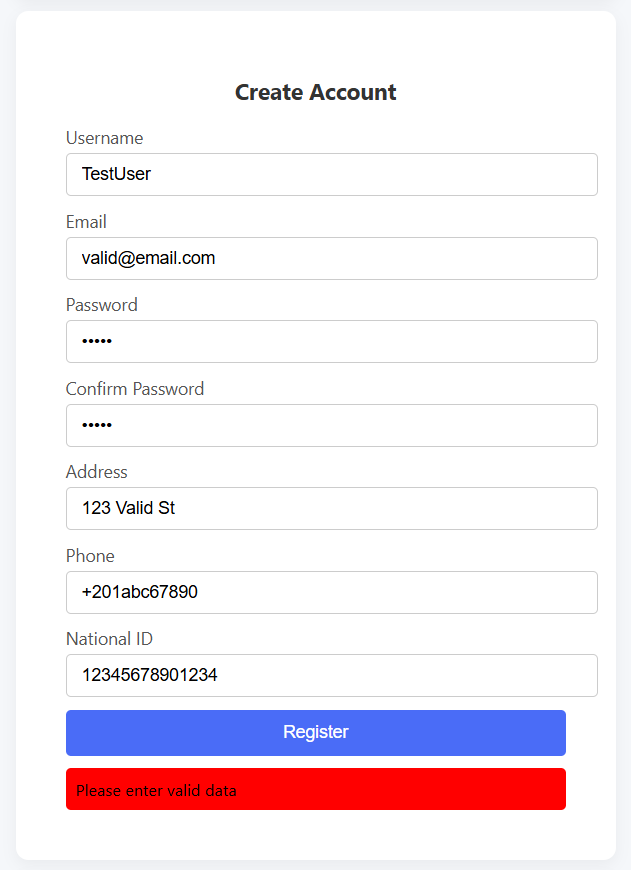 Create Account
Username
TestUser
Email
valid@email.com
Password
•••••
Confirm Password
•••••
Address
123 Valid St
Phone
+201abc67890
National ID
12345678901234
Register
Please enter valid data